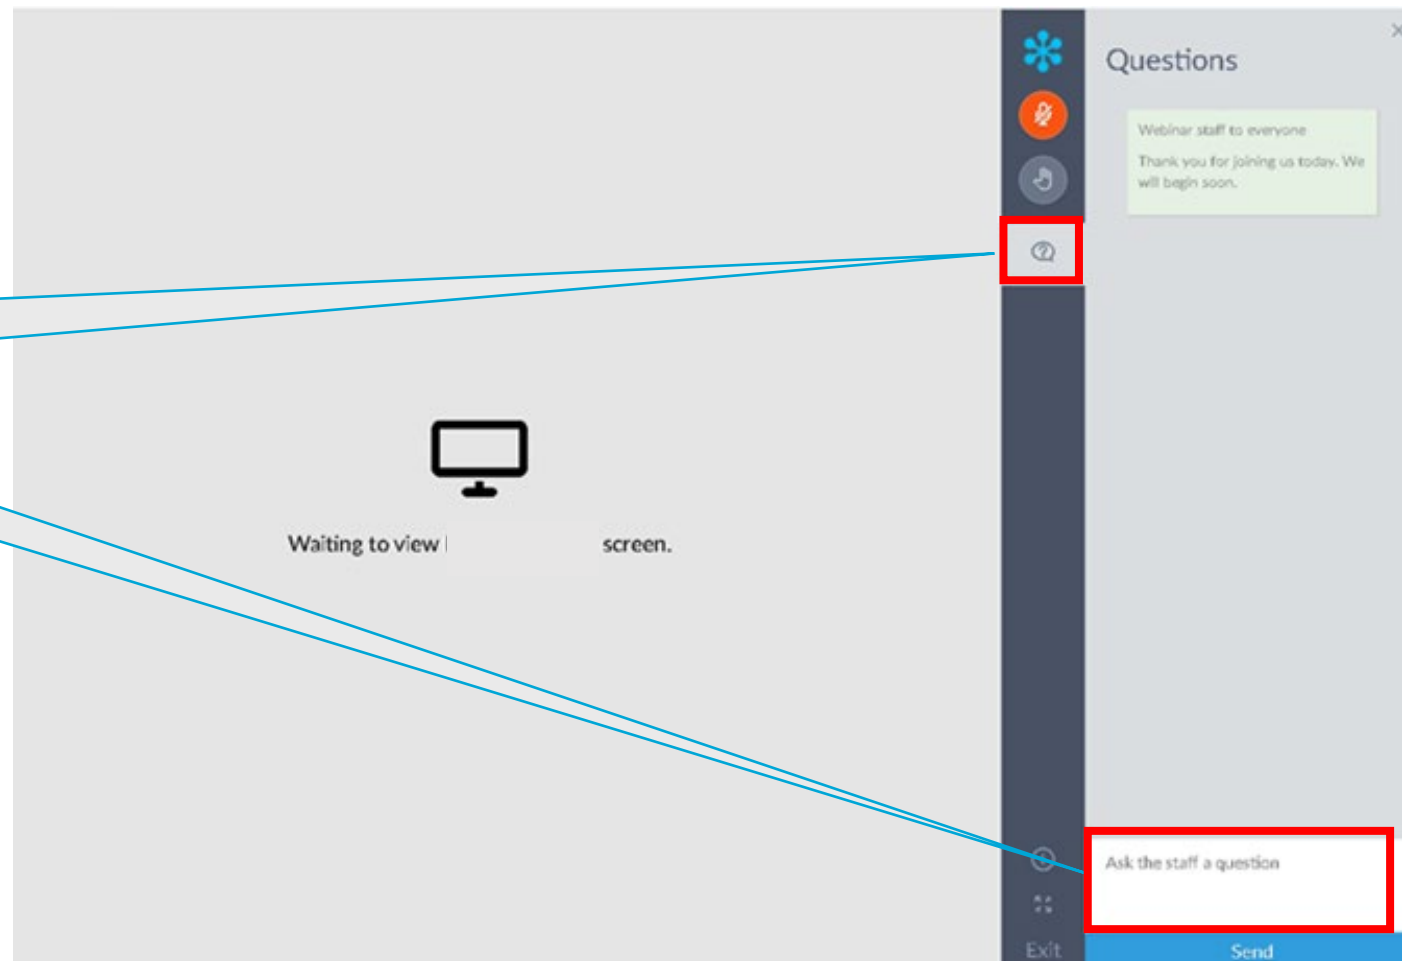 Questions
Webinar staff to everyone
Thank you for joining us today. We
will begin soon.
Waiting to view screen.
Ask the staff a question
Exit
Send